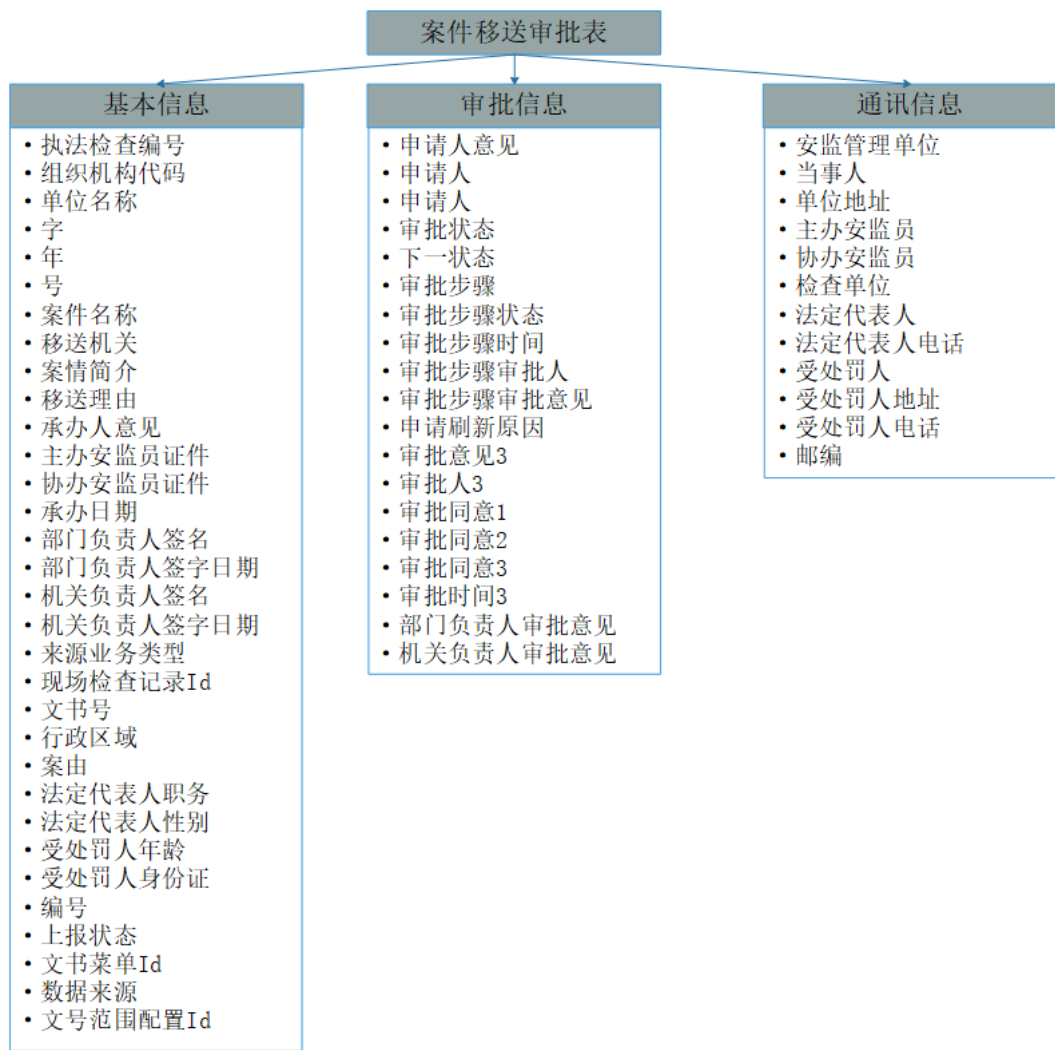 案件移送审批表
基本信息
• 执法检查编号
• 组织机构代码
• 单位名称
• 字
• 年
• 号
• 案件名称
• 移送机关
• 案情简介
• 移送理由
• 承办人意见
• 主办安监员证件
• 协办安监员证件
• 承办日期
• 部门负责人签名
• 部门负责人签字日期
• 机关负责人签名
• 机关负责人签字日期
• 来源业务类型
• 现场检查记录Id
• 文书号
• 行政区域
• 案由
• 法定代表人职务
• 法定代表人性别
• 受处罚人年龄
• 受处罚人身份证
• 编号
• 上报状态
• 文书菜单Id
• 数据来源
• 文号范围配置Id
审批信息
• 申请人意见
• 申请人
• 申请人
• 审批状态
• 下一状态
• 审批步骤
• 审批步骤状态
• 审批步骤时间
• 审批步骤审批人
• 审批步骤审批意见
• 申请刷新原因
• 审批意见3
• 审批人3
• 审批同意1
• 审批同意2
• 审批同意3
• 审批时间3
• 部门负责人审批意见
• 机关负责人审批意见
通讯信息
• 安监管理单位
• 当事人
• 单位地址
• 主办安监员
• 协办安监员
• 检查单位
• 法定代表人
• 法定代表人电话
• 受处罚人
• 受处罚人地址
• 受处罚人电话
• 邮编